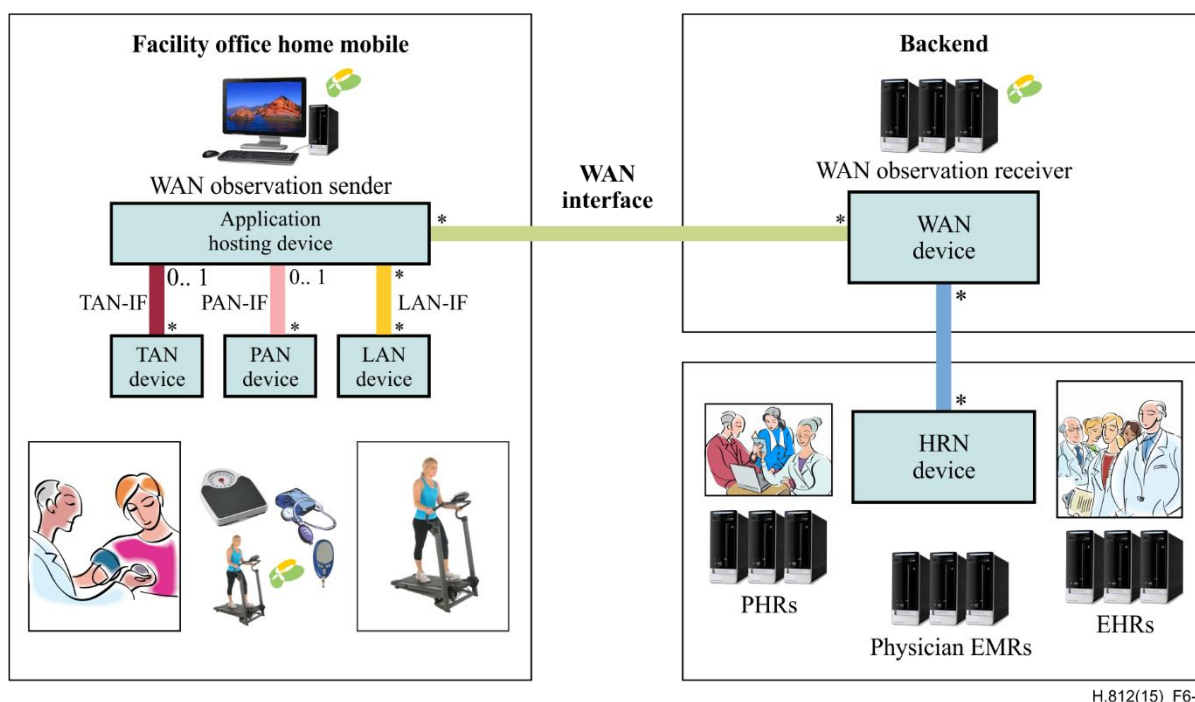 Facility office home mobile
WAN observation sender
Application
hosting device
*
0.. 1
0.. 1
*
TAN-IF
PAN-IF
LAN-IF
*
*
*
TAN
device
PAN
device
LAN
device
WAN
interface
Backend
WAN observation receiver
*
WAN
device
*
*
HRN
device
PHRs
Physician EMRs
EHRs
H.812(15)_F6-